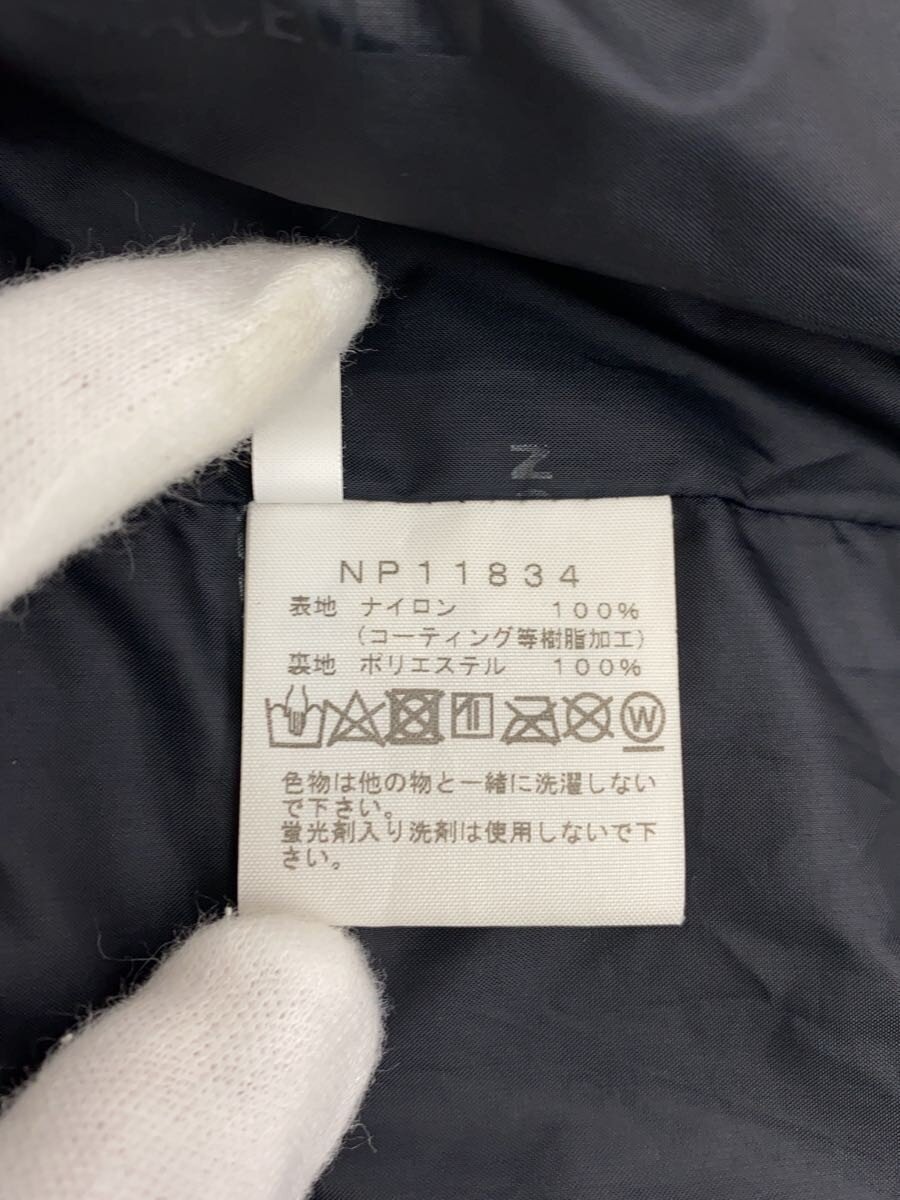 NP11834
表地 ナイロン 100%
(コーティング等樹脂加工)
裏地 ポリエステル 100%
W
色物は他の物と一緒に洗濯しない
で下さい。
蛍光剤入り洗剤は使用しないで下
さい。